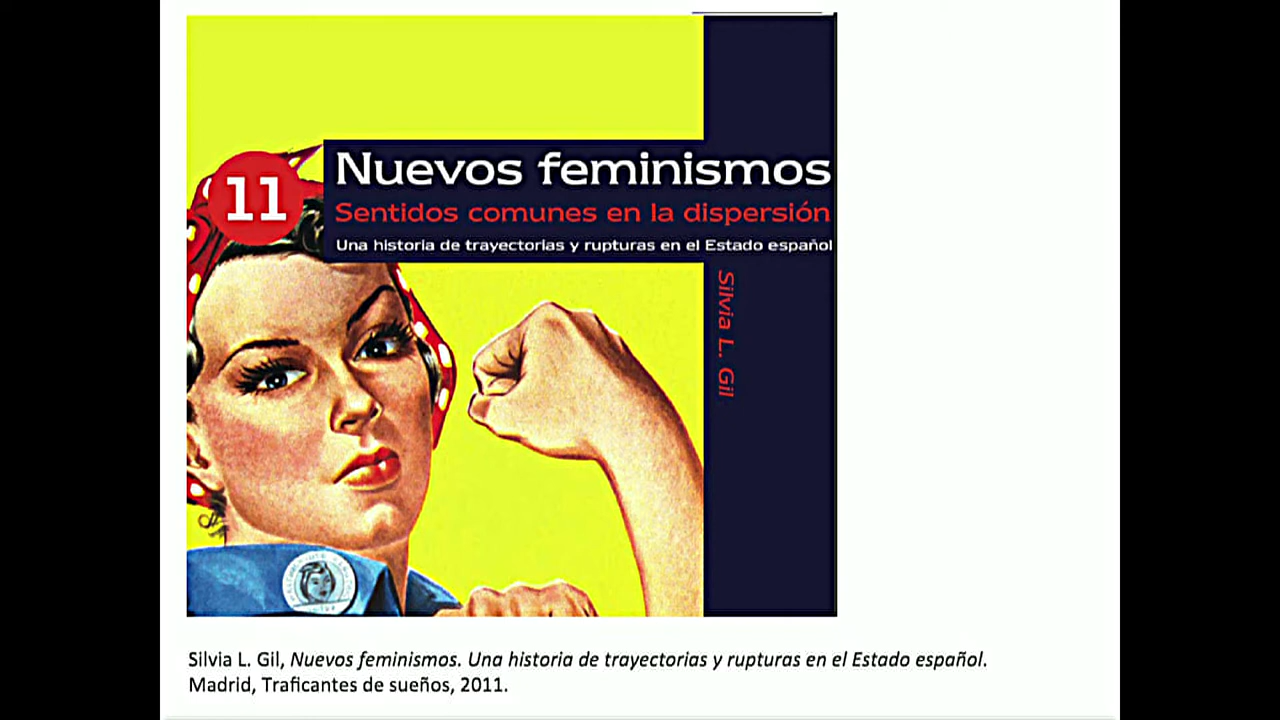 11
Nuevos feminismos
Sentidos comunes en la dispersión
Una historia de trayectorias y rupturas en el Estado español
Silvia L. Gil
Silvia L. Gil, Nuevos feminismos. Una historia de trayectorias y rupturas en el Estado español.
Madrid, Traficantes de sueños, 2011.